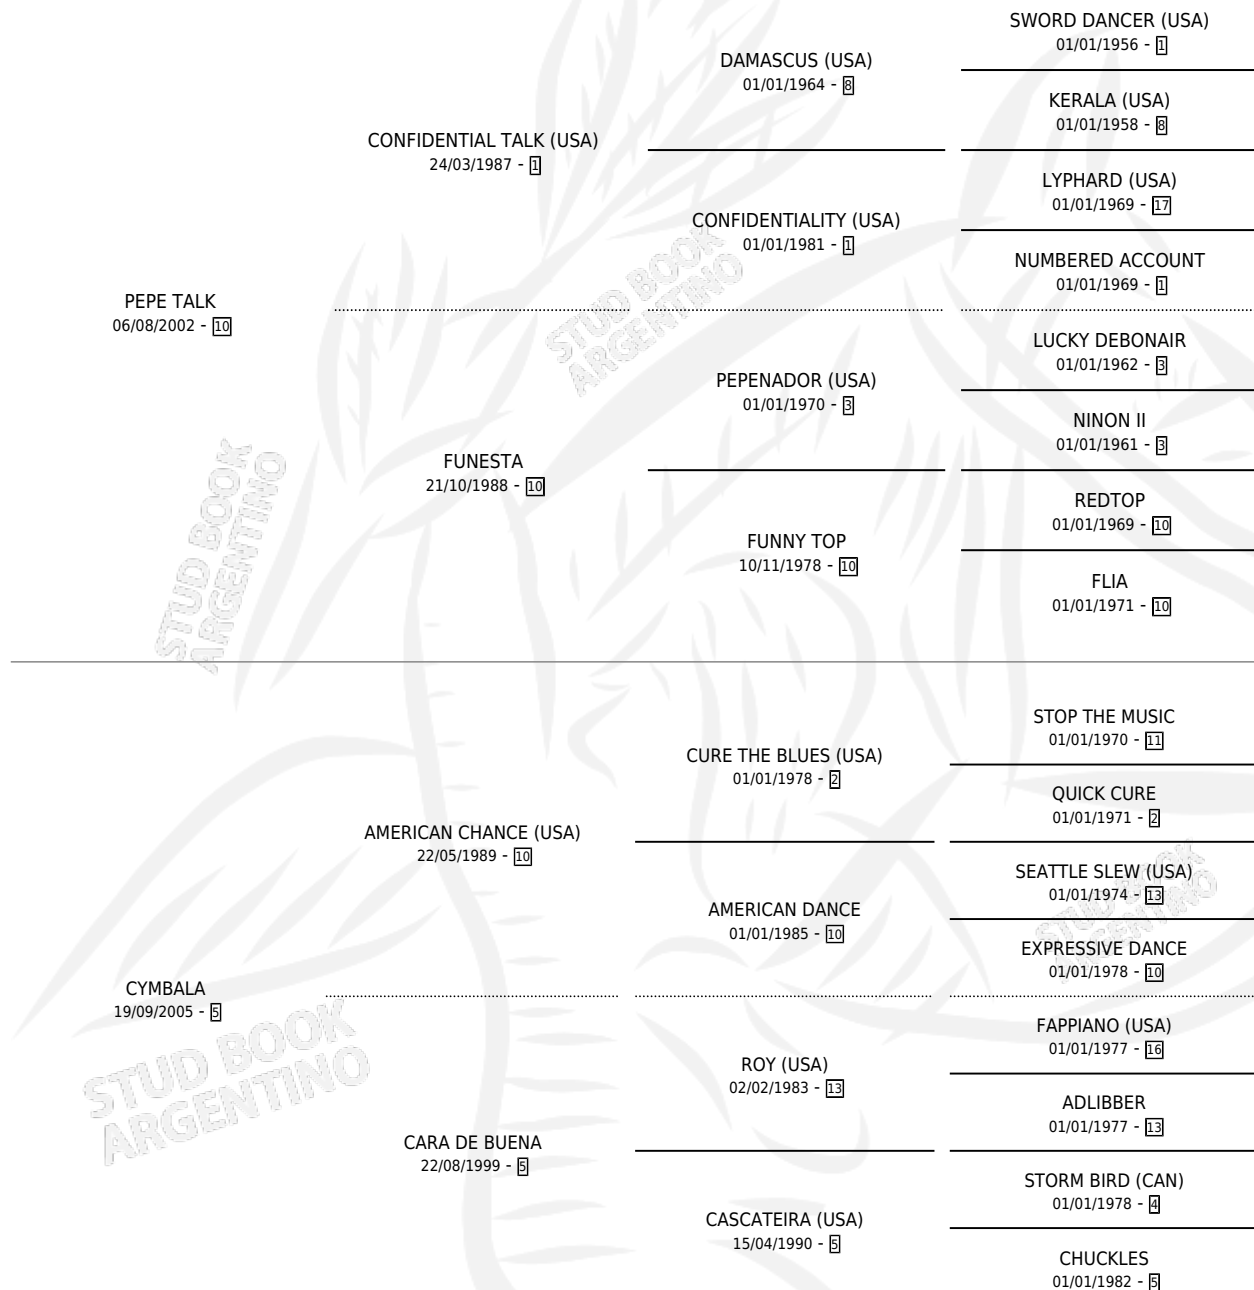 SWORD DANCER (USA)
01/01/1956 - 1
DAMASCUS (USA)
01/01/1964 - 8
KERALA (USA)
01/01/1958 - 8
CONFIDENTIAL TALK (USA)
24/03/1987 - 1
LYPHARD (USA)
01/01/1969 - 17
CONFIDENTIALITY (USA)
01/01/1981 - 1
NUMBERED ACCOUNT
01/01/1969 - 1
PEPE TALK
06/08/2002 - 10
STUD BOOK
ARGENTINO
LUCKY DEBONAIR
01/01/1962 - 3
PEPENADOR (USA)
01/01/1970 - 3
NINON II
01/01/1961 - 3
FUNESTA
21/10/1988 - 10
REDTOP
01/01/1969 - 10
FUNNY TOP
10/11/1978 - 10
FLIA
01/01/1971 - 10
STUD BOOK
ARGENTINO
STOP THE MUSIC
01/01/1970 - 11
CURE THE BLUES (USA)
01/01/1978 - 2
QUICK CURE
01/01/1971 - 2
AMERICAN CHANCE (USA)
22/05/1989 - 10
SEATTLE SLEW (USA)
01/01/1974 - 13
AMERICAN DANCE
01/01/1985 - 10
STUD BOOK
ARGENTINO
EXPRESSIVE DANCE
01/01/1978 - 10
CYMBALA
19/09/2005 - 5
FAPPIANO (USA)
01/01/1977 - 16
ROY (USA)
02/02/1983 - 13
ADLIBBER
01/01/1977 - 13
STUD BOOK
ARGENTINO
CARA DE BUENA
22/08/1999 - 5
STORM BIRD (CAN)
01/01/1978 - 4
CASCATEIRA (USA)
15/04/1990 - 5
CHUCKLES
01/01/1982 - 5